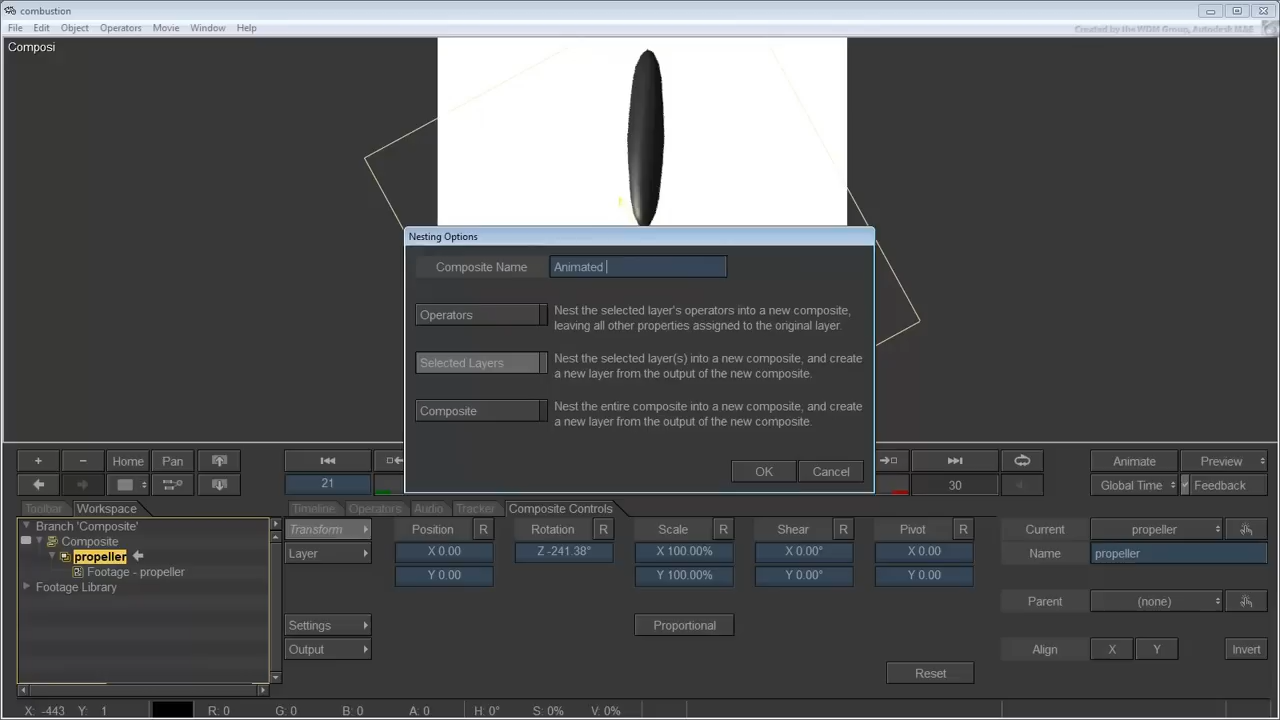 combustion
File Edit Object Operators Movie Window Help
Created by the WDM Group, Autodesk M&E
Composi
Nesting Options
Composite Name Animated
Operators Nest the selected layer's operators into a new composite,
leaving all other properties assigned to the original layer.
Selected Layers Nest the selected layer(s) into a new composite, and create
a new layer from the output of the new composite.
Composite Nest the entire composite into a new composite, and create
a new layer from the output of the new composite.
OK Cancel
+ - Home Pan Animate Preview
21 30 Global Time Feedback
Toolbar Workspace Timeline Operators Audio Tracker Composite Controls
Branch 'Composite'
Composite
propeller
Footage - propeller
Footage Library
Transform Position R Rotation R Scale R Shear R Pivot R Current propeller
Layer X 0.00 Z -241.38° X 100.00% X 0.00° X 0.00 Name propeller
Y 0.00 Y 100.00% Y 0.00° Y 0.00
Parent (none)
Settings Proportional
Output Align X Y Invert
Reset
X: -443 Y: 1 R: 0 G: 0 B: 0 A: 0 H: 0° S: 0% V: 0%